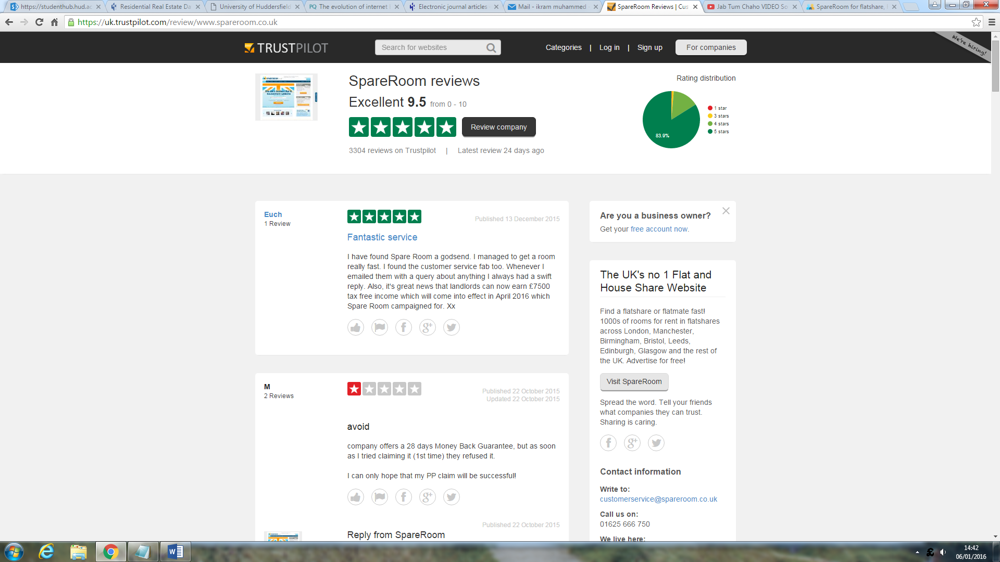 https://studenthub.hud.ac
Residential Real Estate Da
University of Huddersfield
PQ The evolution of internet
Electronic journal articles
Mail - ikram muhammed
SpareRoom Reviews | Cus
Jab Tum Chaho VIDEO So
SpareRoom for flatshare,
https://uk.trustpilot.com/review/www.spareroom.co.uk
TRUSTPILOT
Search for websites
Categories | Log in | Sign up
For companies
We're hiring!
SpareRoom reviews
Excellent 9.5 from 0 - 10
Review company
3304 reviews on Trustpilot | Latest review 24 days ago
Rating distribution
83.9%
1 star
3 stars
4 stars
5 stars
Euch
1 Review
Published 13 December 2015
Fantastic service
I have found Spare Room a godsend. I managed to get a room
really fast. I found the customer service fab too. Whenever I
emailed them with a query about anything I always had a swift
reply. Also, it's great news that landlords can now earn £7500
tax free income which will come into effect in April 2016 which
Spare Room campaigned for. Xx
M
2 Reviews
Published 22 October 2015
Updated 22 October 2015
avoid
company offers a 28 days Money Back Guarantee, but as soon
as I tried claiming it (1st time) they refused it.
I can only hope that my PP claim will be successful!
Published 22 October 2015
Reply from SpareRoom
Are you a business owner?
Get your free account now.
The UK's no 1 Flat and
House Share Website
Find a flatshare or flatmate fast!
1000s of rooms for rent in flatshares
across London, Manchester,
Birmingham, Bristol, Leeds,
Edinburgh, Glasgow and the rest of
the UK. Advertise for free!
Visit SpareRoom
Spread the word. Tell your friends
what companies they can trust.
Sharing is caring.
Contact information
Write to:
customerservice@spareroom.co.uk
Call us on:
01625 666 750
We live here:
14:42
06/01/2016